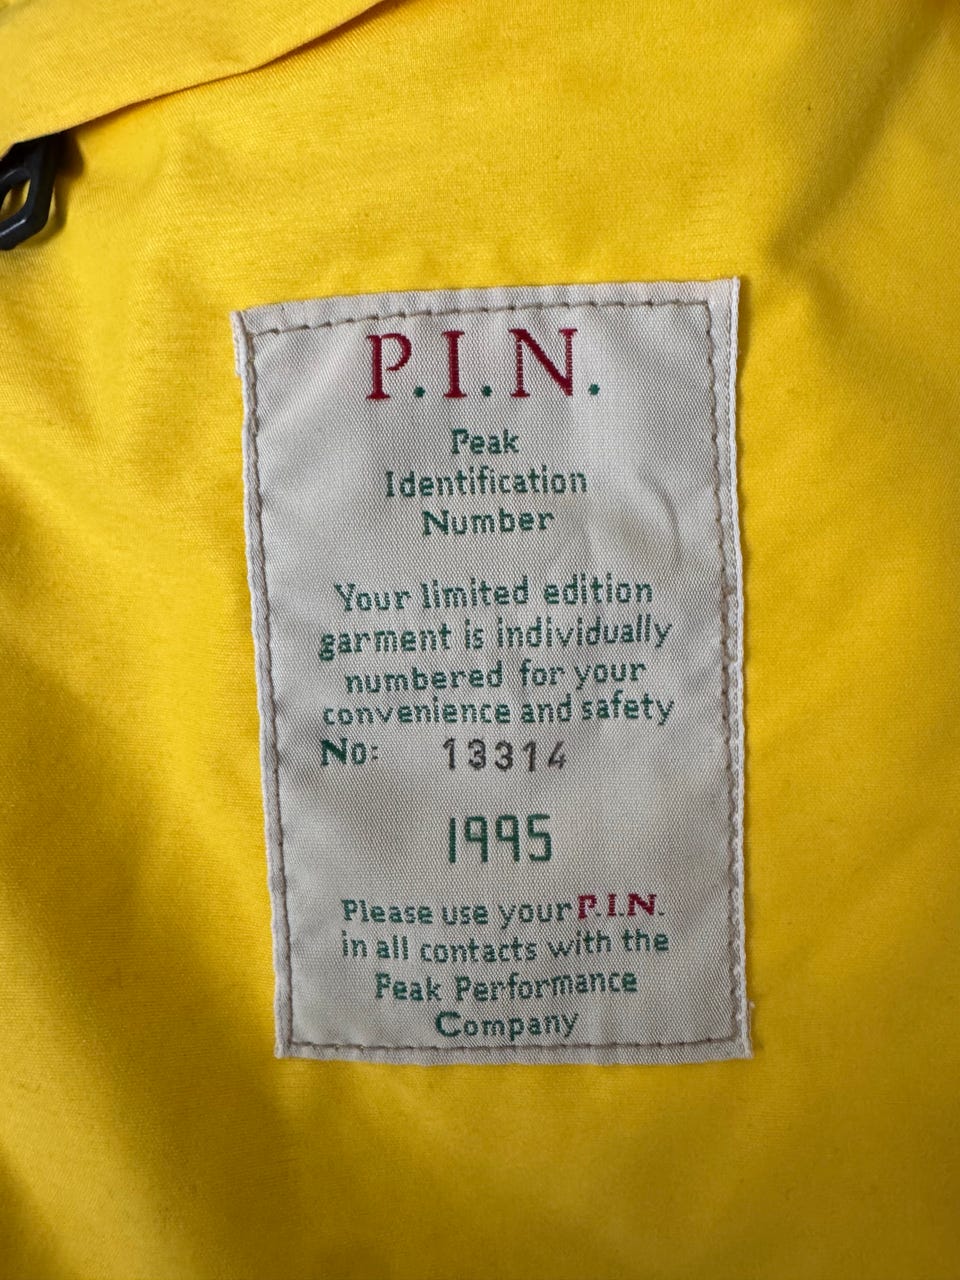 P.I.N.
Peak
Identification
Number
Your limited edition
garment is individually
numbered for your
convenience and safety
No: 13314
1995
Please use your P.I.N.
in all contacts with the
Peak Performance
Company